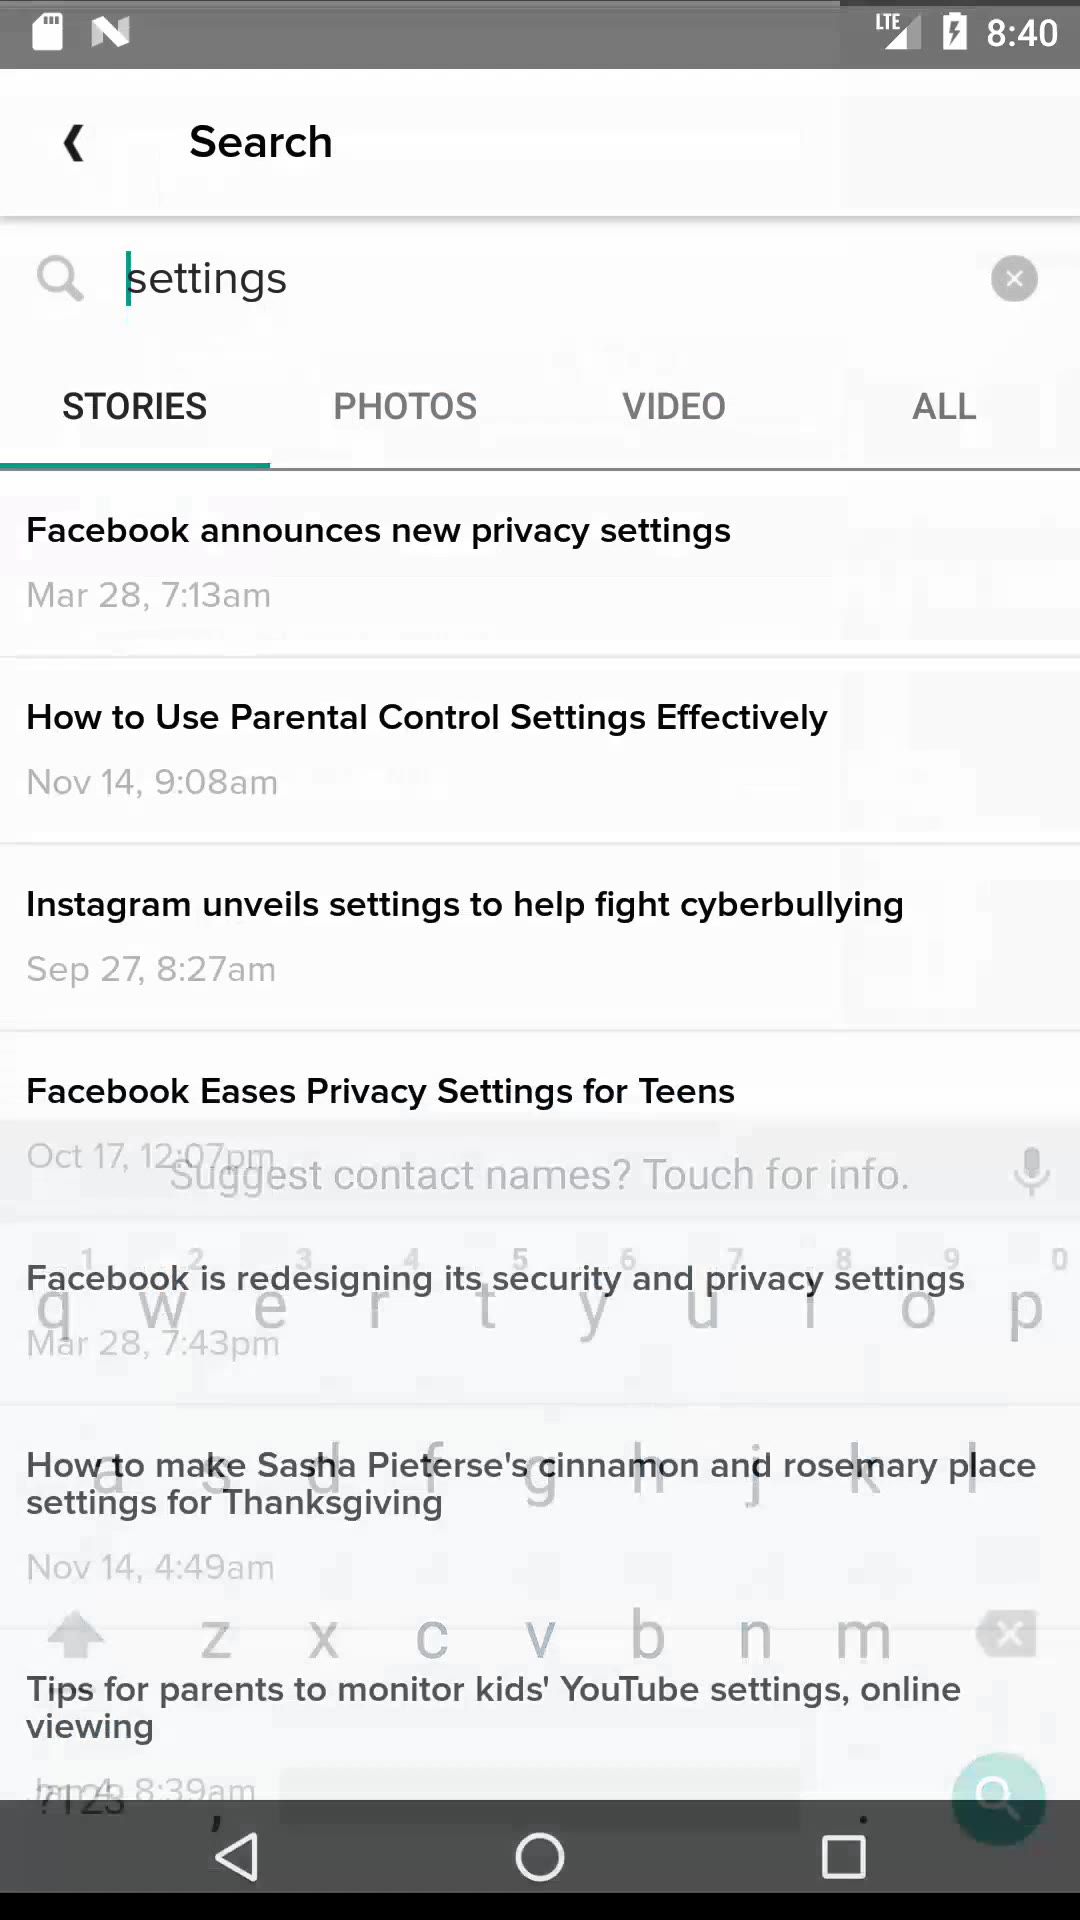 LTE 8:40
Search
settings
STORIES PHOTOS VIDEO ALL
Facebook announces new privacy settings
Mar 28, 7:13am
How to Use Parental Control Settings Effectively
Nov 14, 9:08am
Instagram unveils settings to help fight cyberbullying
Sep 27, 8:27am
Facebook Eases Privacy Settings for Teens
Oct 17, 12:07pm
Suggest contact names? Touch for info.
1 2 3 4 5 6 7 8 9 0
Facebook is redesigning its security and privacy settings
q w e r t y u i o p
Mar 28, 7:43pm
How to make Sasha Pieterse's cinnamon and rosemary place
a s d f g h j k l
settings for Thanksgiving
Nov 14, 4:49am
z x c v b n m
Tips for parents to monitor kids' YouTube settings, online
viewing
Jan 4, 8:39am
?123 , .